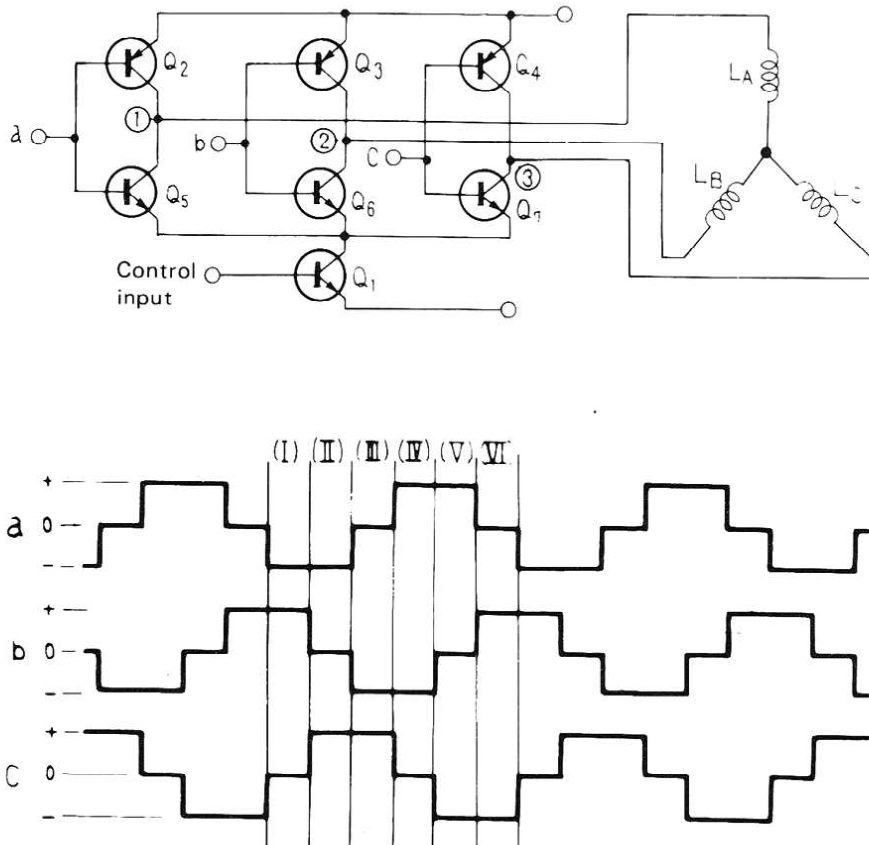 Q2
Q3
Q4
LA
①
a
b
②
C
③
LB
LC
Q5
Q6
Q7
Control
input
Q1
(I) (II) (III) (IV) (V) (VI)
+
a 0
-
+
b 0
-
+
C 0
-